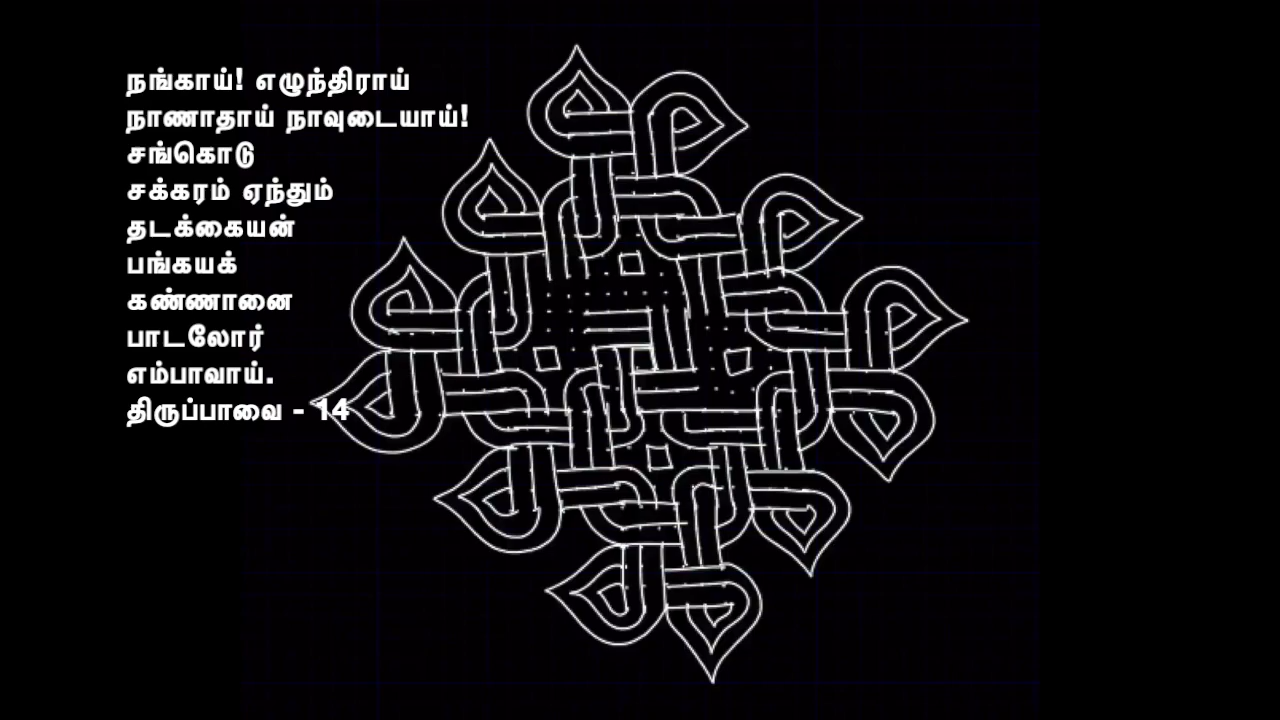 நங்காய்! எழுந்திராய்
நாணாதாய் நாவுடையாய்!
சங்கொடு
சக்கரம் ஏந்தும்
தடக்கையன்
பங்கயக்
கண்ணானை
பாடலோர்
எம்பாவாய்.
திருப்பாவை - 14